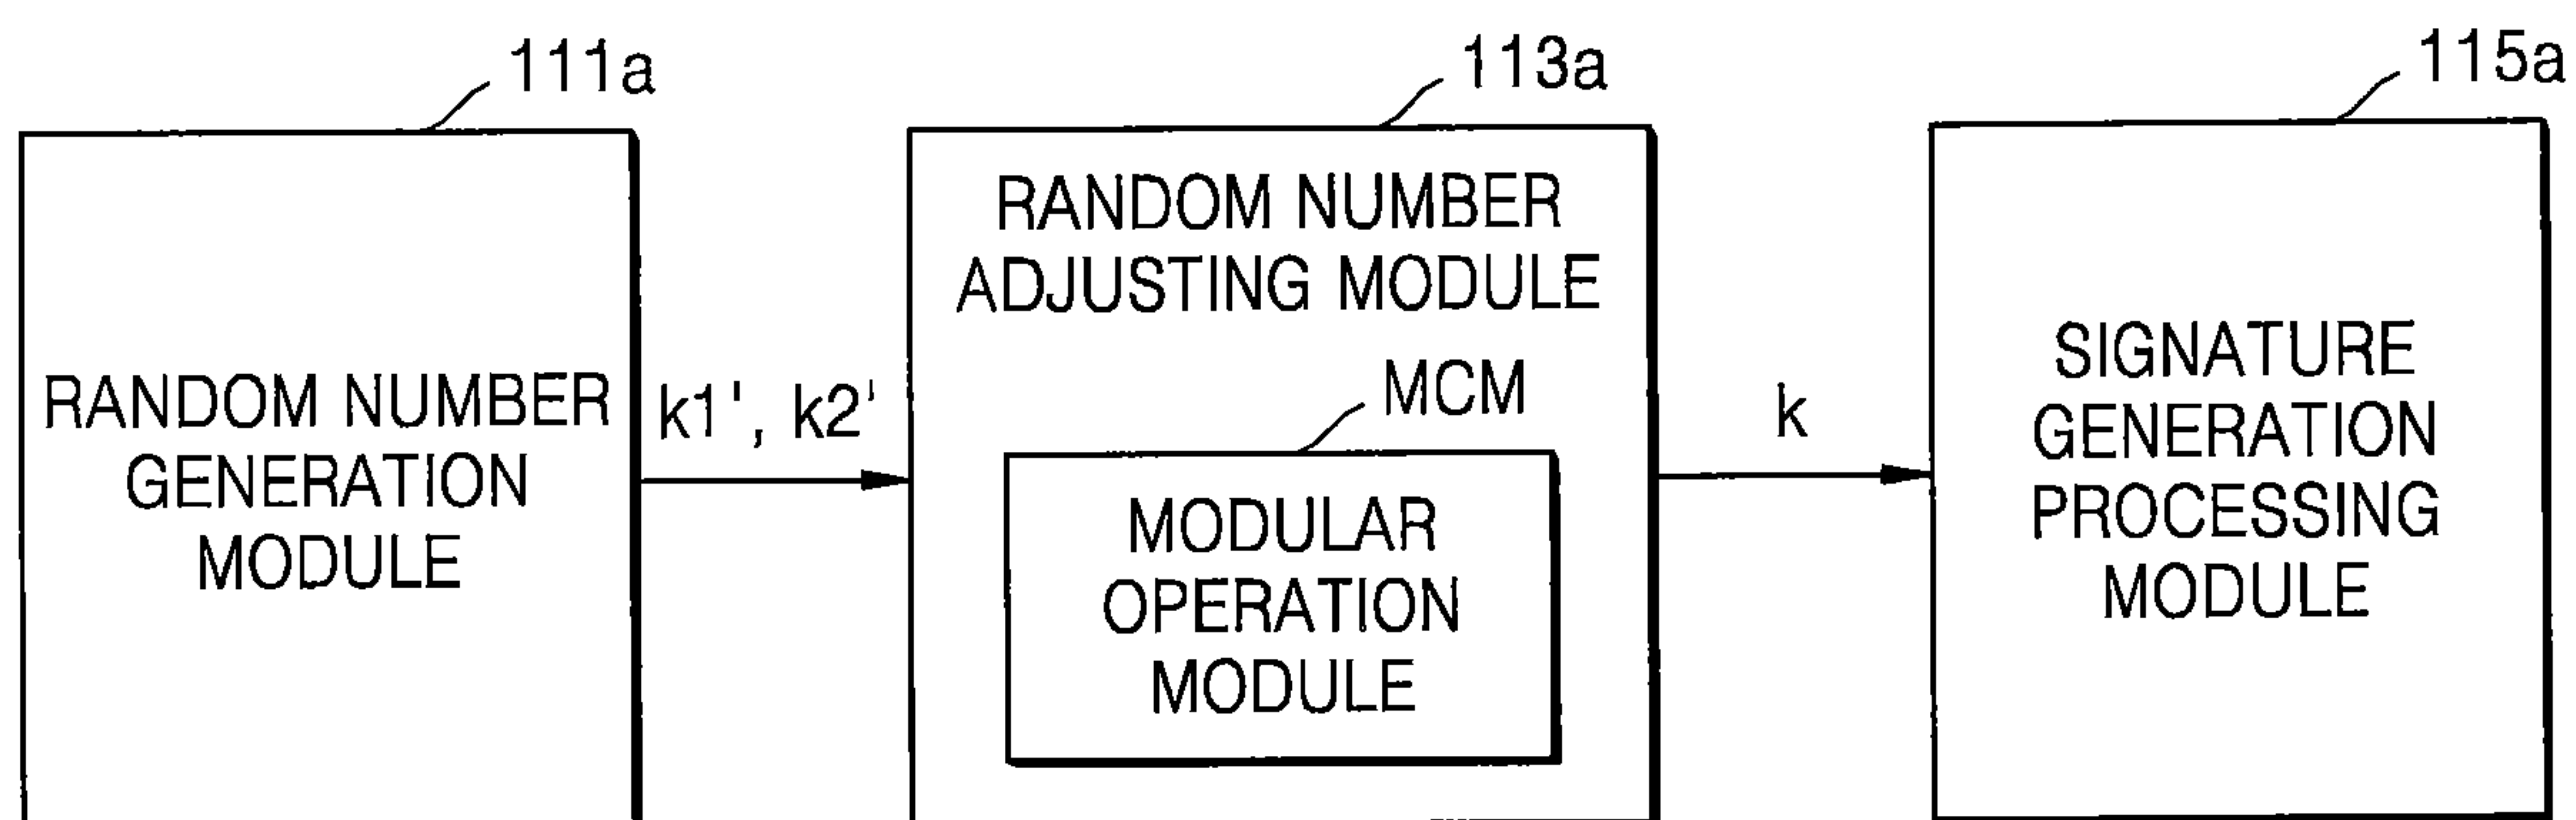 111a
113a
115a
RANDOM NUMBER
GENERATION
MODULE
k1', k2'
RANDOM NUMBER
ADJUSTING MODULE
MCM
MODULAR
OPERATION
MODULE
k
SIGNATURE
GENERATION
PROCESSING
MODULE